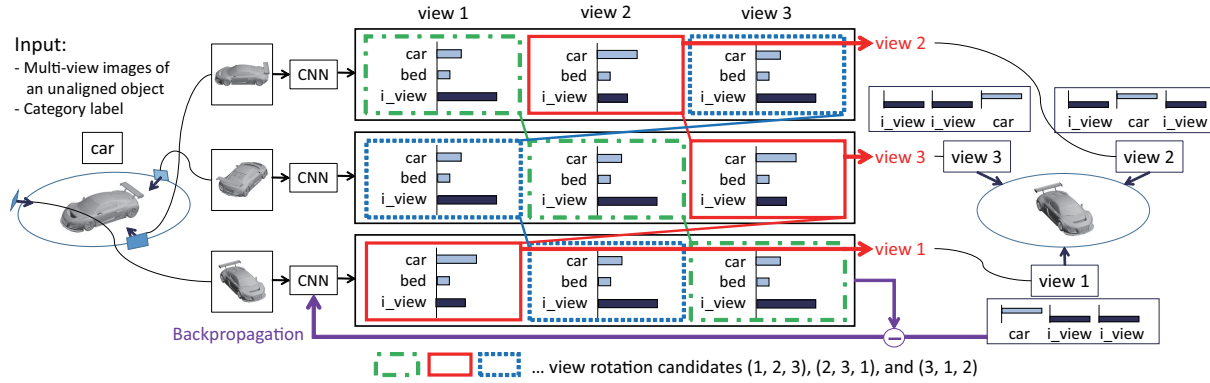 view 1 view 2 view 3
Input:
- Multi-view images of
an unaligned object
- Category label
car
CNN
car
bed
i_view
car
bed
i_view
car
bed
i_view
view 2
CNN
car
bed
i_view
car
bed
i_view
car
bed
i_view
view 3
CNN
car
bed
i_view
car
bed
i_view
car
bed
i_view
view 1
i_view i_view car
i_view car i_view
view 3
view 2
view 1
car i_view i_view
Backpropagation
−
... view rotation candidates (1, 2, 3), (2, 3, 1), and (3, 1, 2)